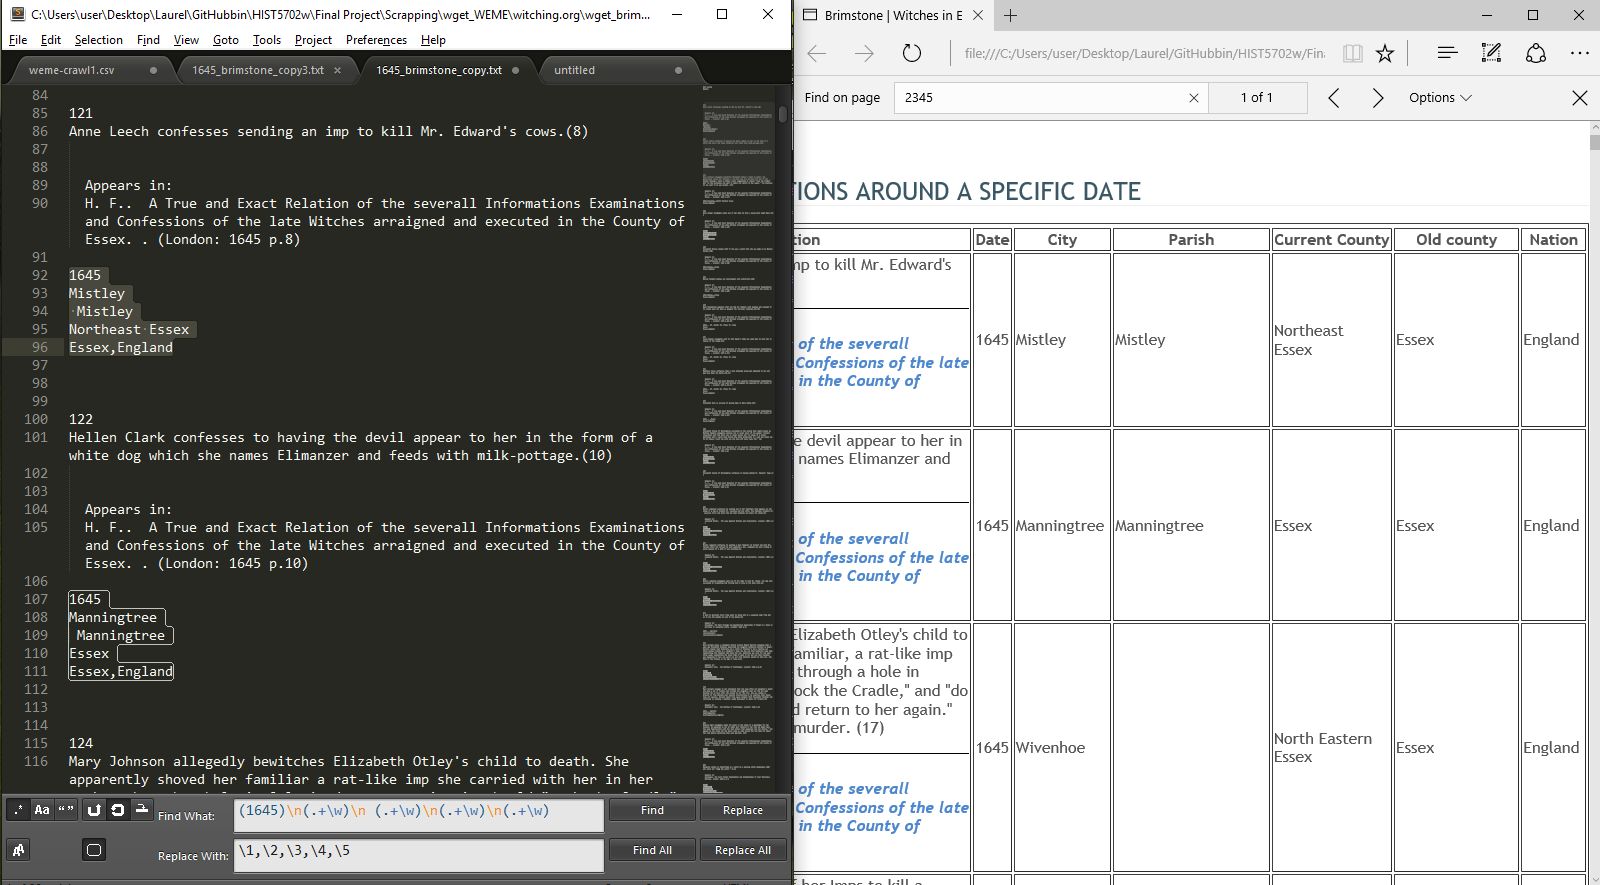 C:\Users\user\Desktop\Laurel\GitHubbin\HIST5702w\Final Project\Scrapping\wget_WEME\witching.org\wget_brim...
File Edit Selection Find View Goto Tools Project Preferences Help
weme-crawl1.csv
1645_brimstone_copy3.txt ×
1645_brimstone_copy.txt
untitled
84
85 121
86 Anne Leech confesses sending an imp to kill Mr. Edward's cows.(8)
87
88
89 Appears in:
90 H. F.. A True and Exact Relation of the severall Informations Examinations
and Confessions of the late Witches arraigned and executed in the County of
Essex. . (London: 1645 p.8)
91
92 1645
93 Mistley
94 Mistley
95 Northeast Essex
96 Essex,England
97
98
99
100 122
101 Hellen Clark confesses to having the devil appear to her in the form of a
white dog which she names Elimanzer and feeds with milk-pottage.(10)
102
103
104 Appears in:
105 H. F.. A True and Exact Relation of the severall Informations Examinations
and Confessions of the late Witches arraigned and executed in the County of
Essex. . (London: 1645 p.10)
106
107 1645
108 Manningtree
109 Manningtree
110 Essex
111 Essex,England
112
113
114
115 124
116 Mary Johnson allegedly bewitches Elizabeth Otley's child to death. She
apparently shoved her familiar a rat-like imp she carried with her in her
.* Aa “”
Find What: (1645)\n(.+\w)\n (.+\w)\n(.+\w)\n(.+\w)
Find Replace
Replace With: \1,\2,\3,\4,\5
Find All Replace All
Brimstone | Witches in E
file:///C:/Users/user/Desktop/Laurel/GitHubbin/HIST5702w/Fin
Find on page 2345 1 of 1 Options
TIONS AROUND A SPECIFIC DATE
tion Date City Parish Current County Old county Nation
mp to kill Mr. Edward's
of the severall
Confessions of the late
in the County of
1645 Mistley Mistley Northeast
Essex
Essex England
e devil appear to her in
names Elimanzer and
of the severall
Confessions of the late
in the County of
1645 Manningtree Manningtree Essex Essex England
Elizabeth Otley's child to
amiliar, a rat-like imp
through a hole in
ock the Cradle," and "do
d return to her again."
murder. (17)
of the severall
Confessions of the late
in the County of
1645 Wivenhoe North Eastern
Essex
Essex England